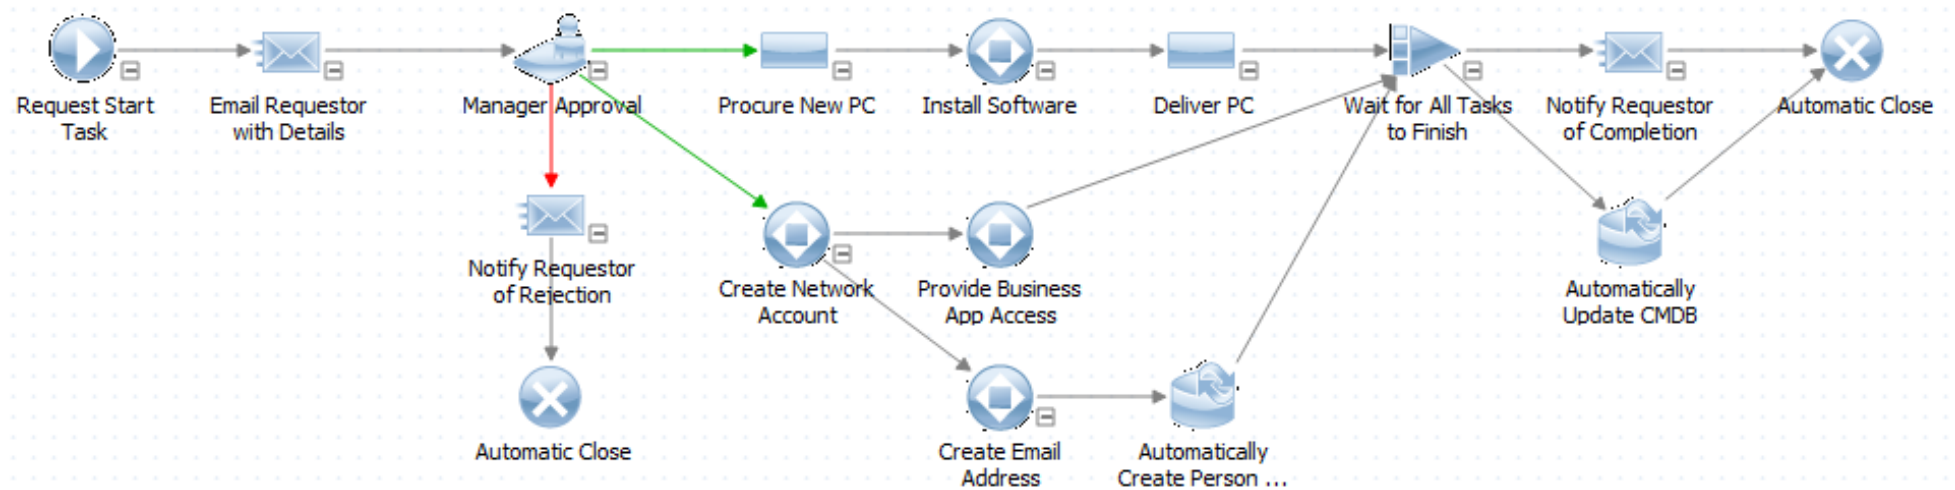 Request Start
Task
Email Requestor
with Details
Manager Approval
Procure New PC
Install Software
Deliver PC
Wait for All Tasks
to Finish
Notify Requestor
of Completion
Automatic Close
Notify Requestor
of Rejection
Create Network
Account
Provide Business
App Access
Automatically
Update CMDB
Automatic Close
Create Email
Address
Automatically
Create Person ...